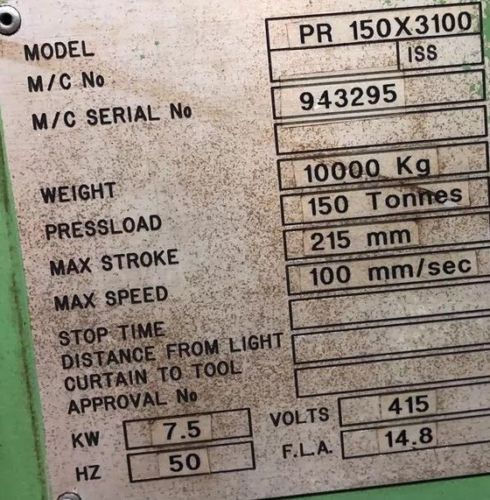 MODEL PR 150X3100
M/C No ISS
M/C SERIAL No 943295
WEIGHT 10000 Kg
PRESSLOAD 150 Tonnes
MAX STROKE 215 mm
MAX SPEED 100 mm/sec
STOP TIME
DISTANCE FROM LIGHT
CURTAIN TO TOOL
APPROVAL No
KW 7.5 VOLTS 415
HZ 50 F.L.A. 14.8